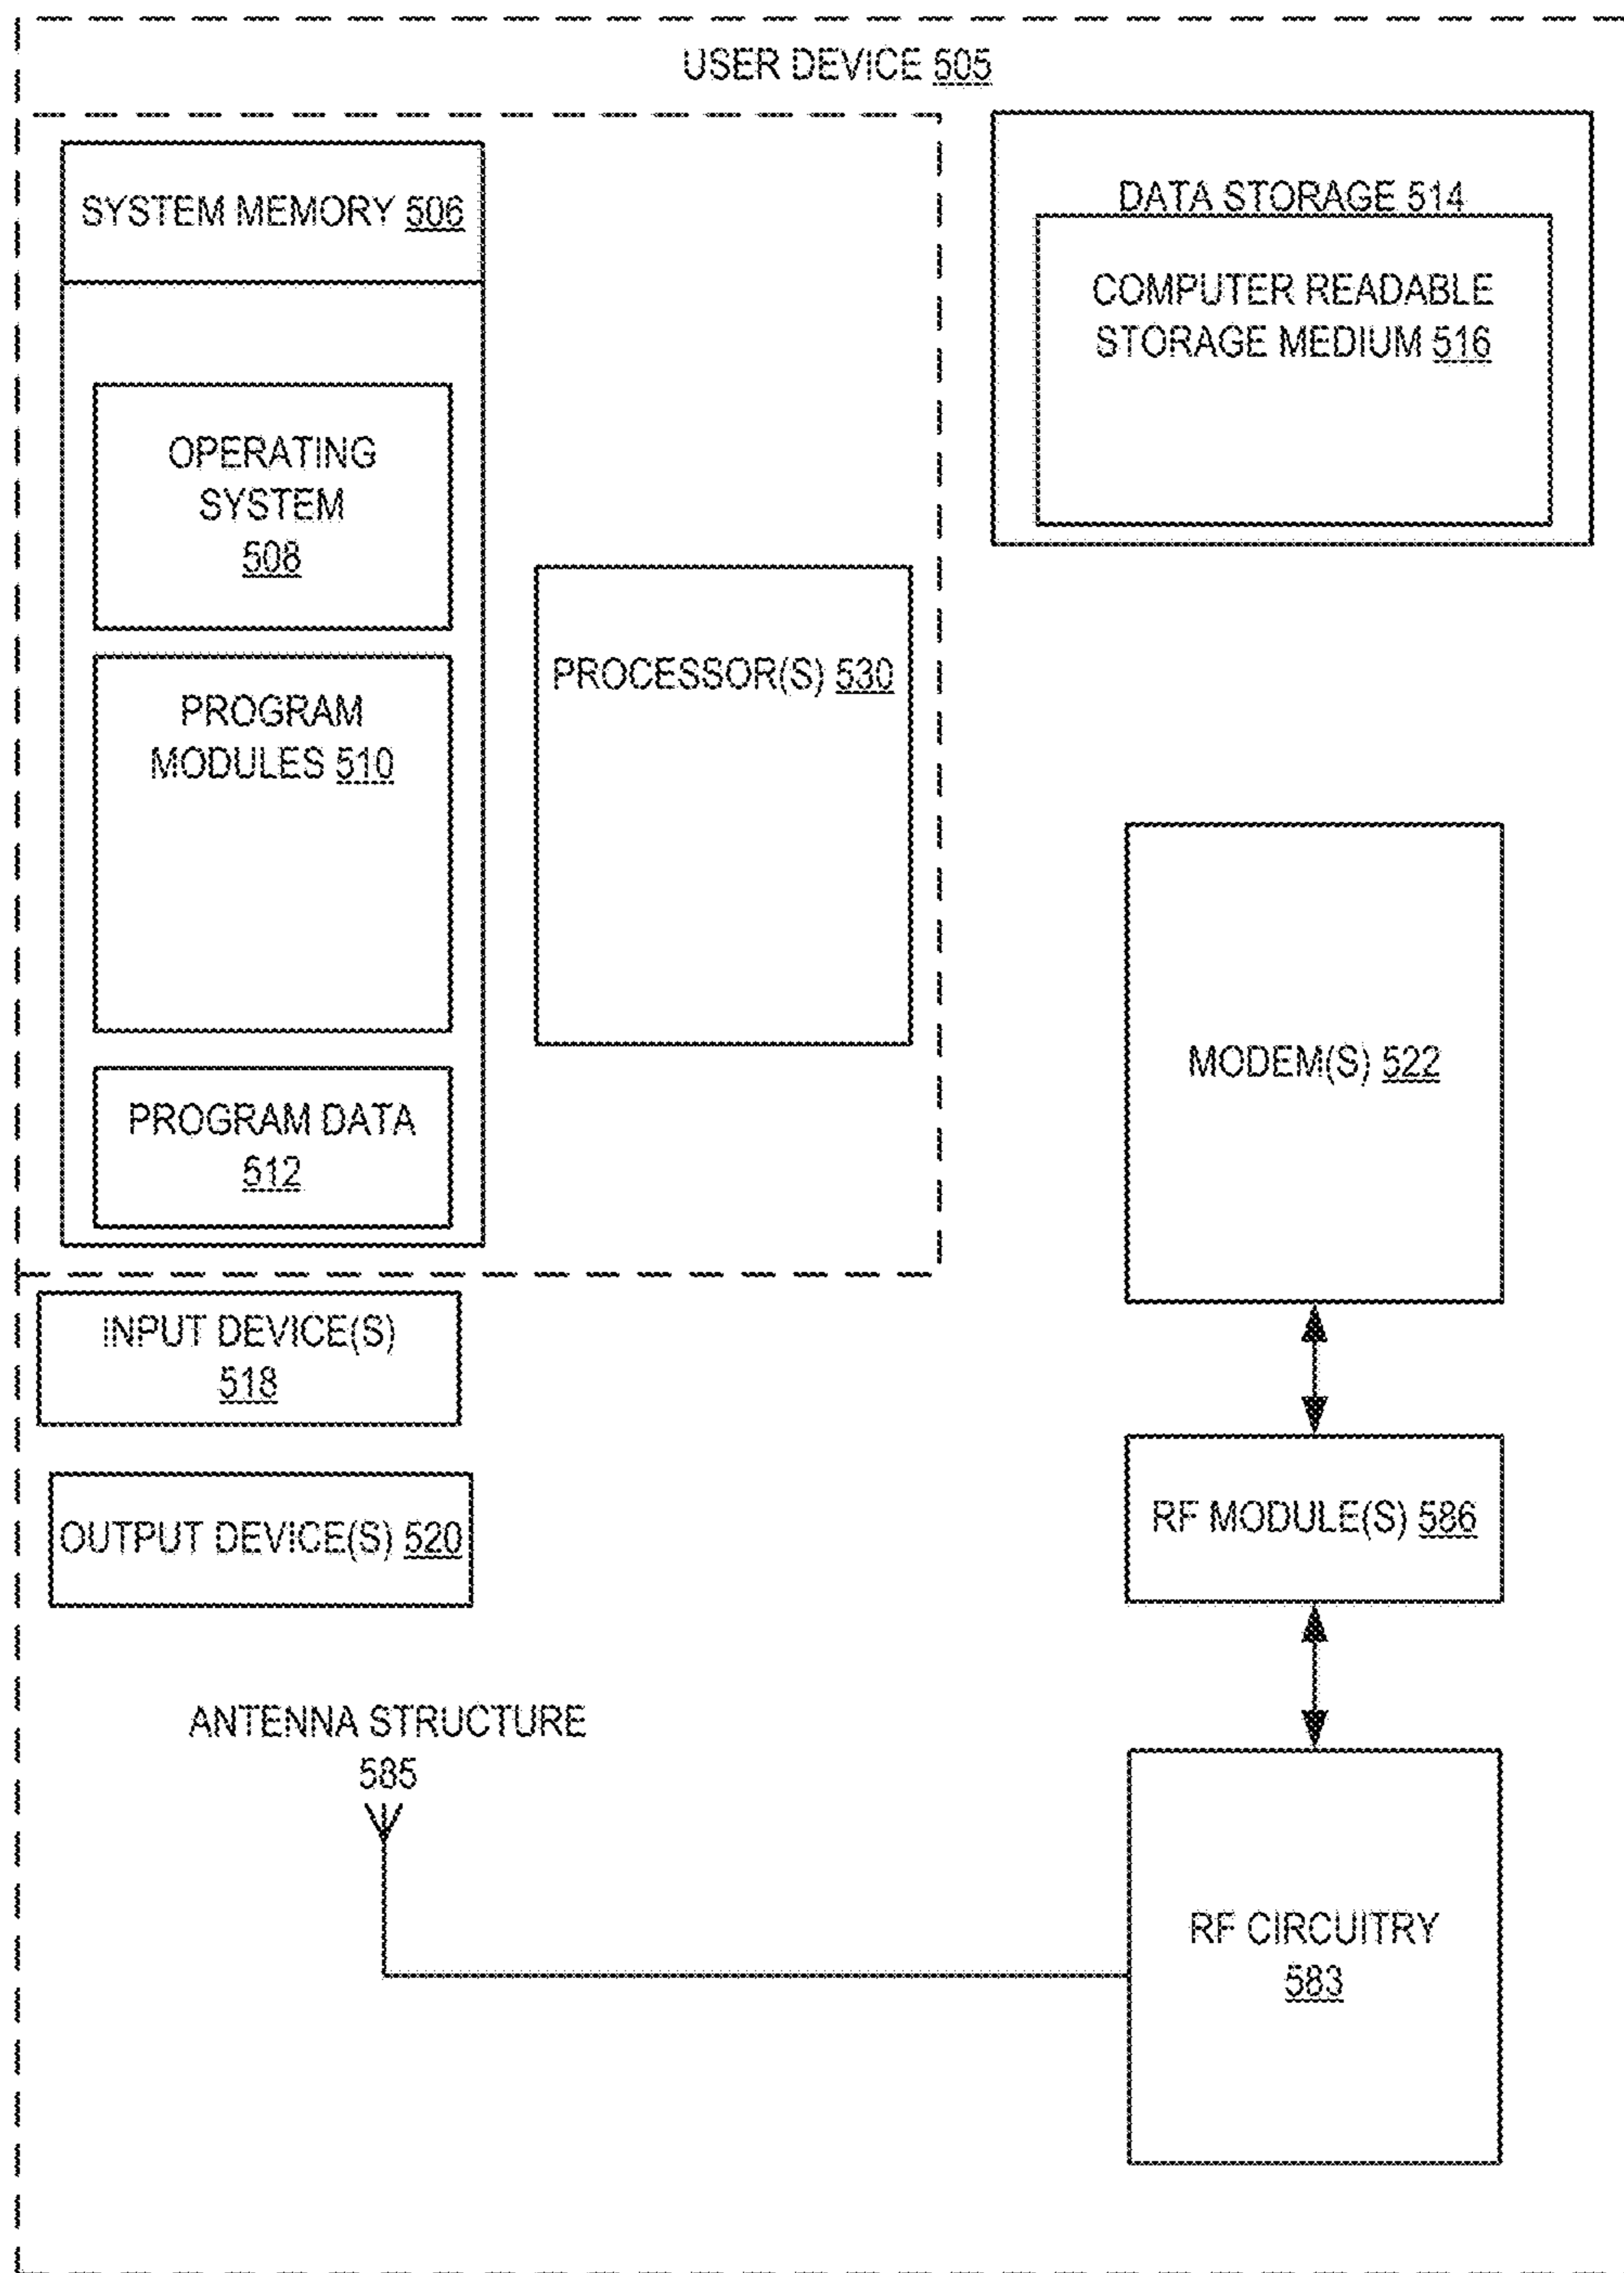 USER DEVICE 505
SYSTEM MEMORY 506
OPERATING
SYSTEM
508
PROGRAM
MODULES 510
PROGRAM DATA
512
PROCESSOR(S) 530
DATA STORAGE 514
COMPUTER READABLE
STORAGE MEDIUM 516
MODEM(S) 522
INPUT DEVICE(S)
518
OUTPUT DEVICE(S) 520
RF MODULE(S) 586
ANTENNA STRUCTURE
585
RF CIRCUITRY
583